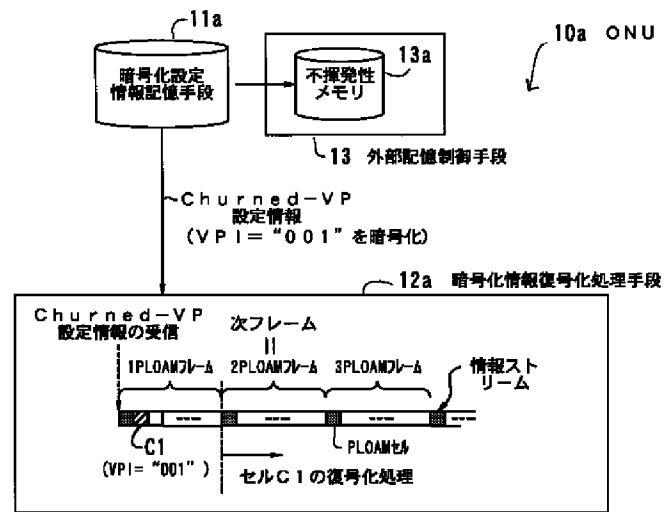 11a
10a ONU
暗号化設定
情報記憶手段
13a
不揮発性
メモリ
13 外部記憶制御手段
Churned-VP
設定情報
(VPI=“001”を暗号化)
12a 暗号化情報復号化処理手段
Churned-VP
設定情報の受信
次フレーム
||
1PLOAMフレーム
2PLOAMフレーム
3PLOAMフレーム
情報スト
リーム
C1
(VPI=“001”)
PLOAMセル
セルC1の復号化処理